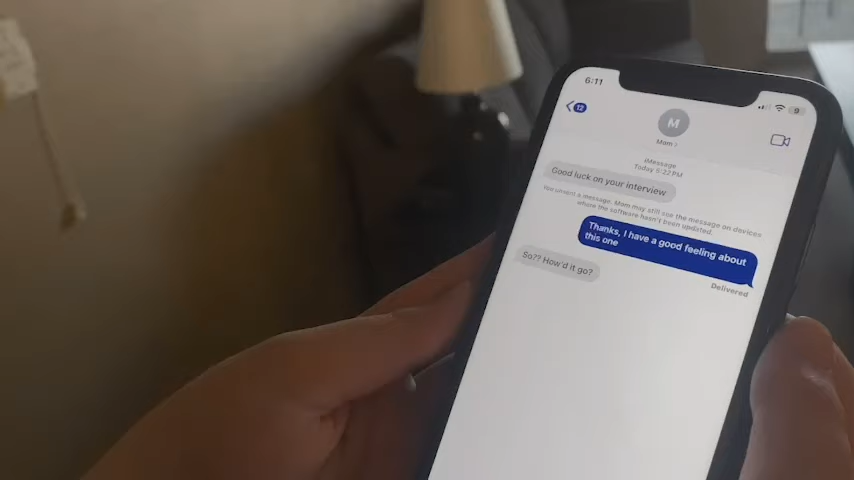 6:11
12
9
M
Mom
iMessage
Today 5:22 PM
Good luck on your interview
You unsent a message. Mom may still see the message on devices
where the software hasn't been updated.
Thanks, I have a good feeling about
this one
Delivered
So?? How'd it go?